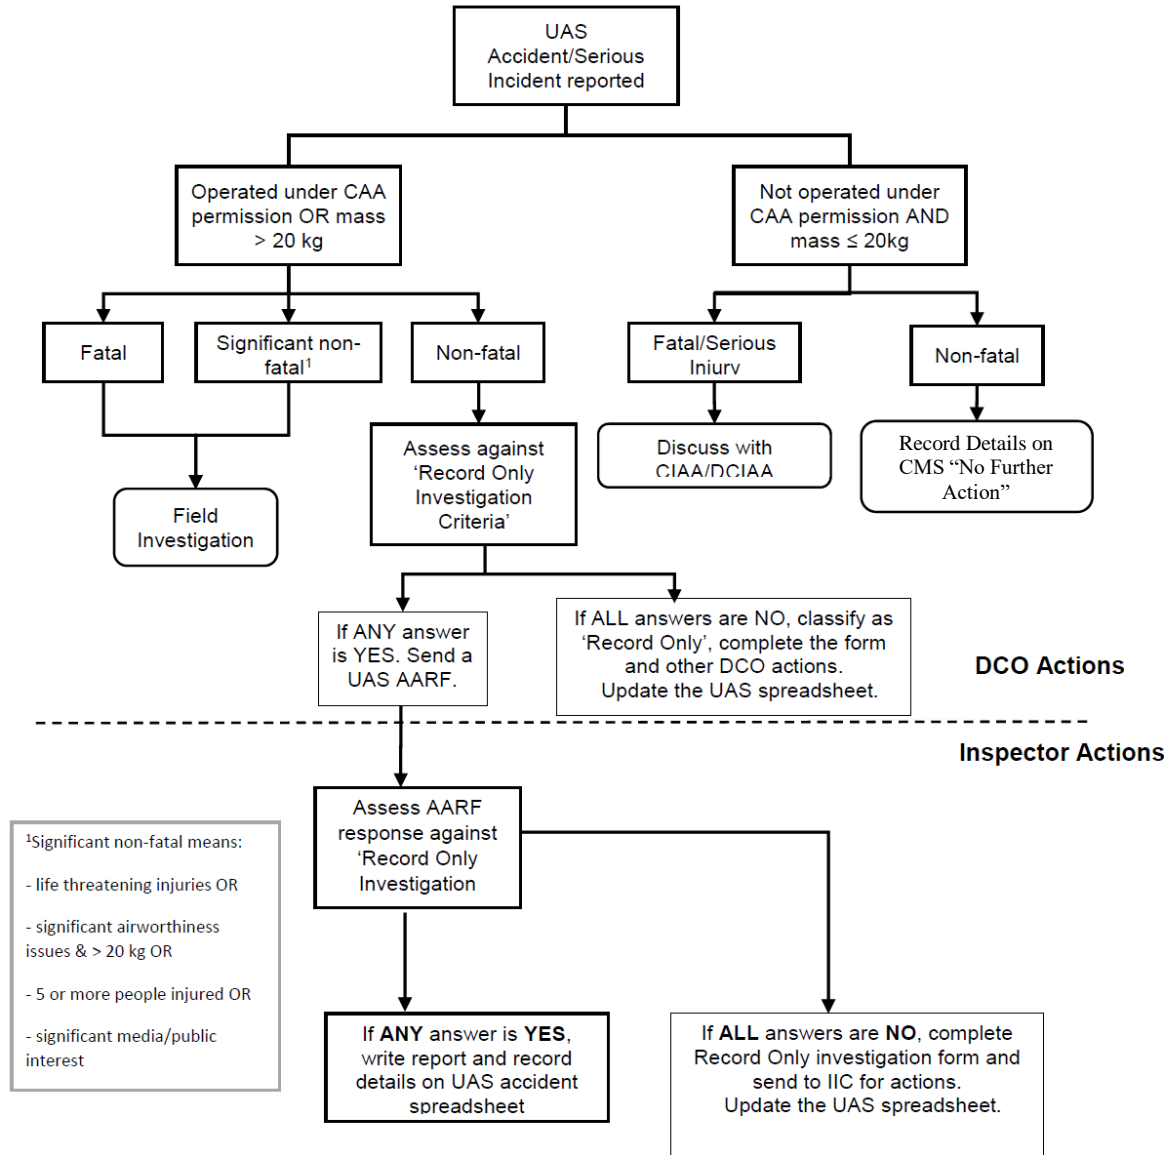 UAS
Accident/Serious
Incident reported
Operated under CAA
permission OR mass
> 20 kg
Not operated under
CAA permission AND
mass ≤ 20kg
Fatal
Significant non-
fatal¹
Non-fatal
Fatal/Serious
Injury
Non-fatal
Assess against
‘Record Only
Investigation
Criteria’
Discuss with
CIAA/DCIAA
Record Details on
CMS “No Further
Action”
Field
Investigation
If ANY answer
is YES. Send a
UAS AARF.
If ALL answers are NO, classify as
‘Record Only’, complete the form
and other DCO actions.
Update the UAS spreadsheet.
DCO Actions
Inspector Actions
Assess AARF
response against
‘Record Only
Investigation
¹Significant non-fatal means:
- life threatening injuries OR
- significant airworthiness
issues & > 20 kg OR
- 5 or more people injured OR
- significant media/public
interest
If ANY answer is YES,
write report and record
details on UAS accident
spreadsheet
If ALL answers are NO, complete
Record Only investigation form and
send to IIC for actions.
Update the UAS spreadsheet.